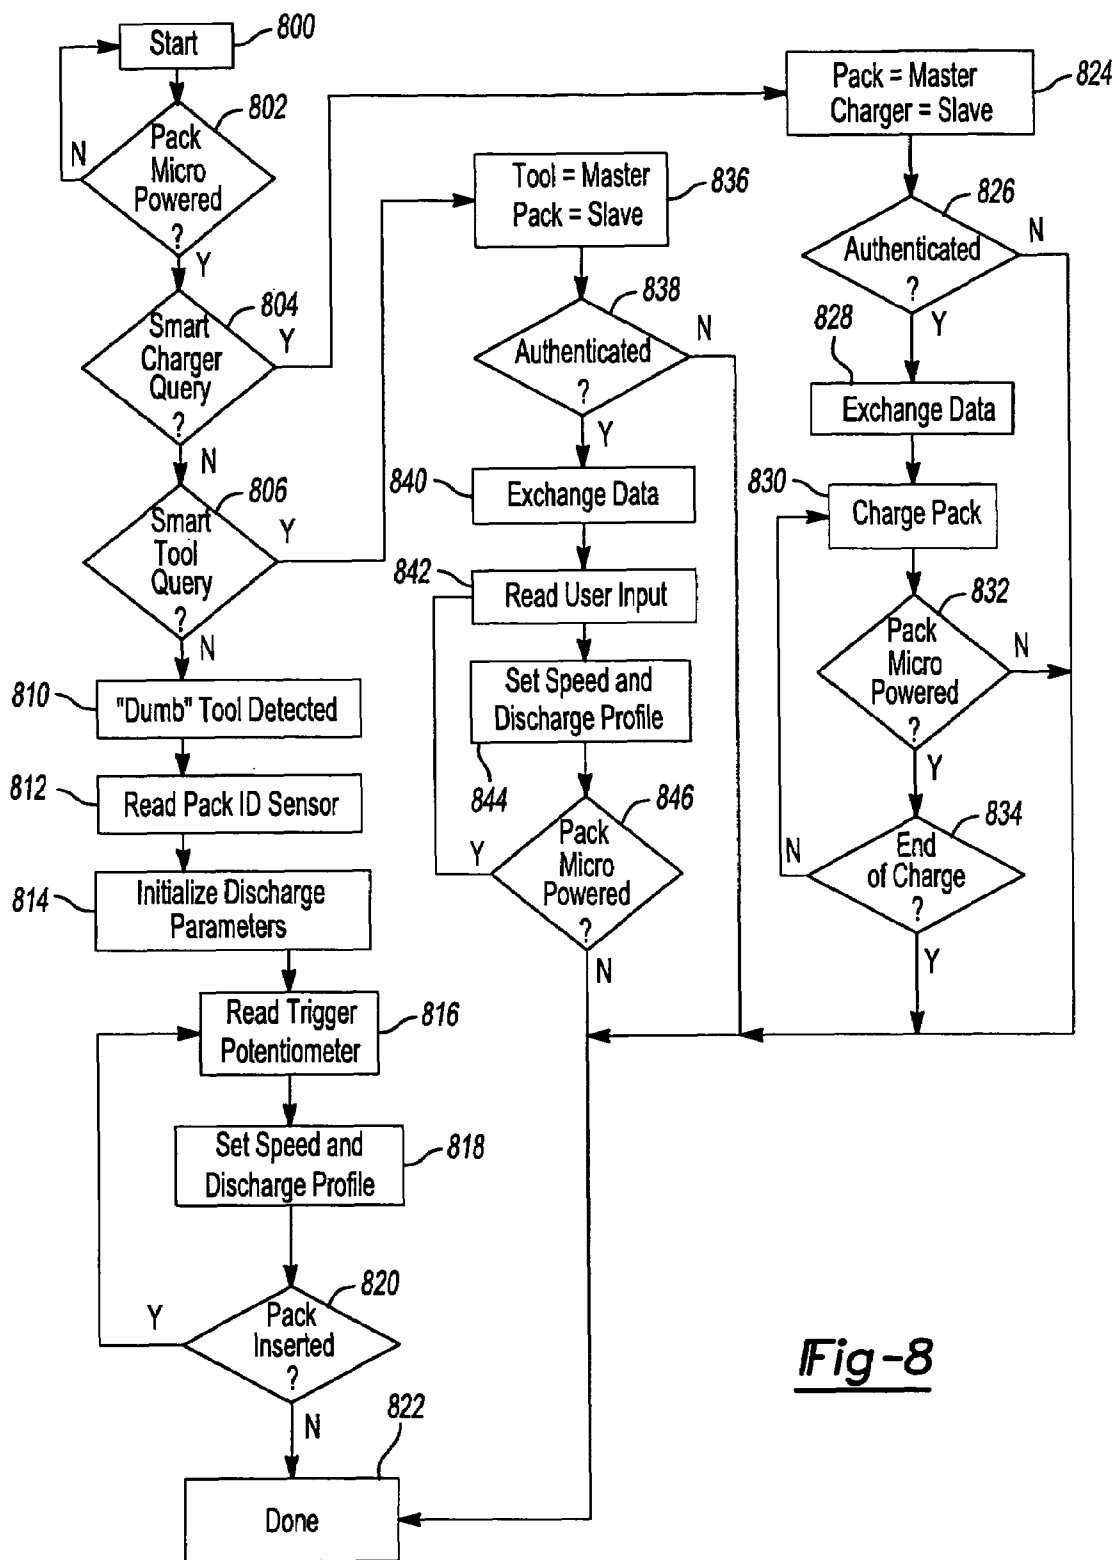 Start
800
802
Pack
Micro
Powered
?
N
Y
804
Smart
Charger
Query
?
Y
N
806
Smart
Tool
Query
?
Y
N
810
"Dumb" Tool Detected
812
Read Pack ID Sensor
814
Initialize Discharge
Parameters
Read Trigger
Potentiometer
816
Set Speed and
Discharge Profile
818
820
Pack
Inserted
?
Y
N
822
Done
Tool = Master
Pack = Slave
836
838
Authenticated
?
N
Y
840
Exchange Data
842
Read User Input
Set Speed and
Discharge Profile
844
846
Pack
Micro
Powered
?
Y
N
Pack = Master
Charger = Slave
824
826
Authenticated
?
N
Y
828
Exchange Data
830
Charge Pack
832
Pack
Micro
Powered
?
N
Y
834
End
of Charge
?
N
Y
Fig-8